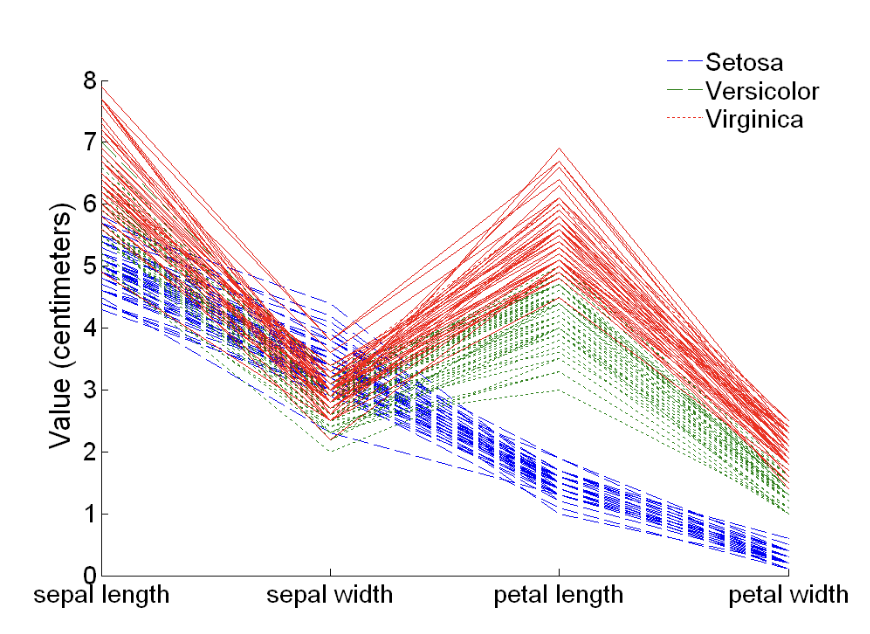 Setosa
Versicolor
Virginica
8
7
6
5
4
3
2
1
0
Value (centimeters)
sepal length sepal width petal length petal width